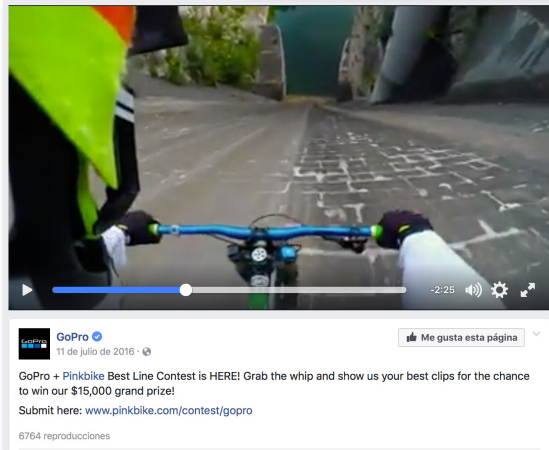 -2:25
GoPro
GoPro
11 de julio de 2016 ·
Me gusta esta página
GoPro + Pinkbike Best Line Contest is HERE! Grab the whip and show us your best clips for the chance
to win our $15,000 grand prize!
Submit here: www.pinkbike.com/contest/gopro
6764 reproducciones